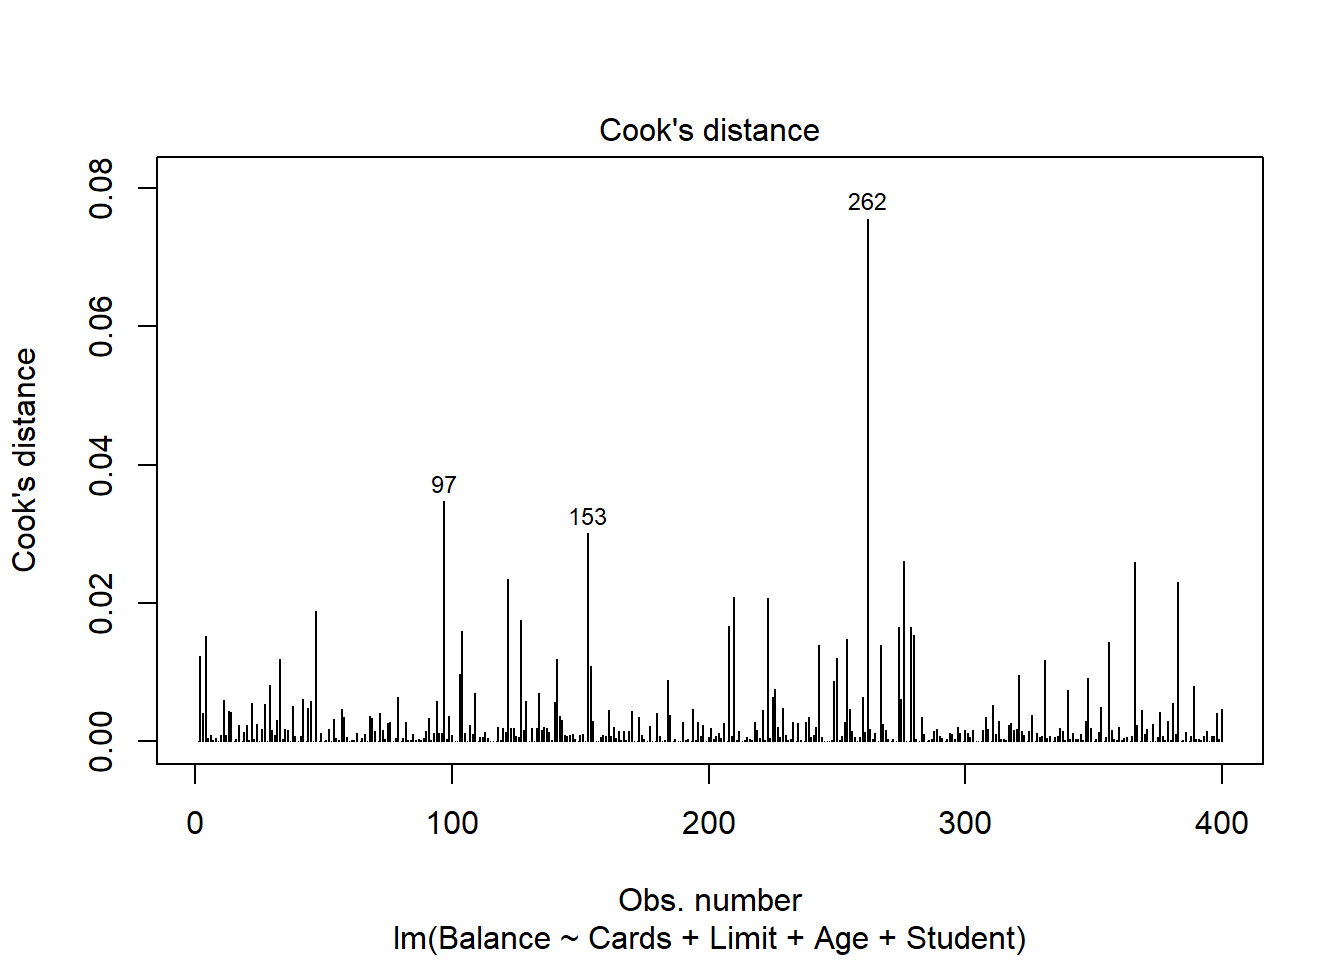 Cook's distance
0.08
0.06
0.04
0.02
0.00
Cook's distance
262
97
153
0 100 200 300 400
Obs. number
lm(Balance ~ Cards + Limit + Age + Student)